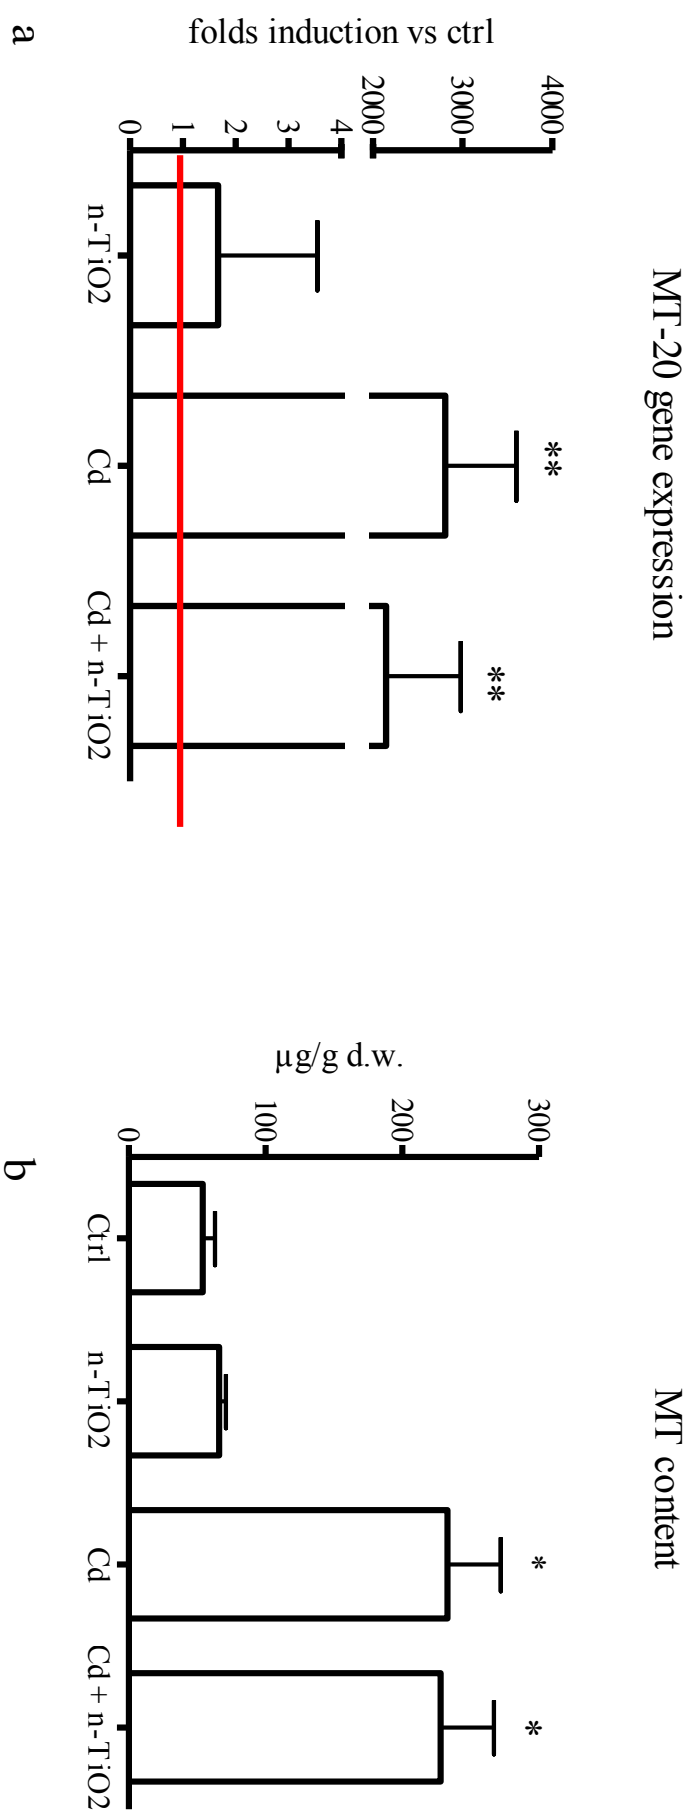 MT-20 gene expression
folds induction vs ctrl
4000
3000
2000
4
3
2
1
0
**
**
n-TiO2
Cd
Cd + n-TiO2
a
MT content
µg/g d.w.
300
200
100
0
*
*
Ctrl
n-TiO2
Cd
Cd + n-TiO2
b